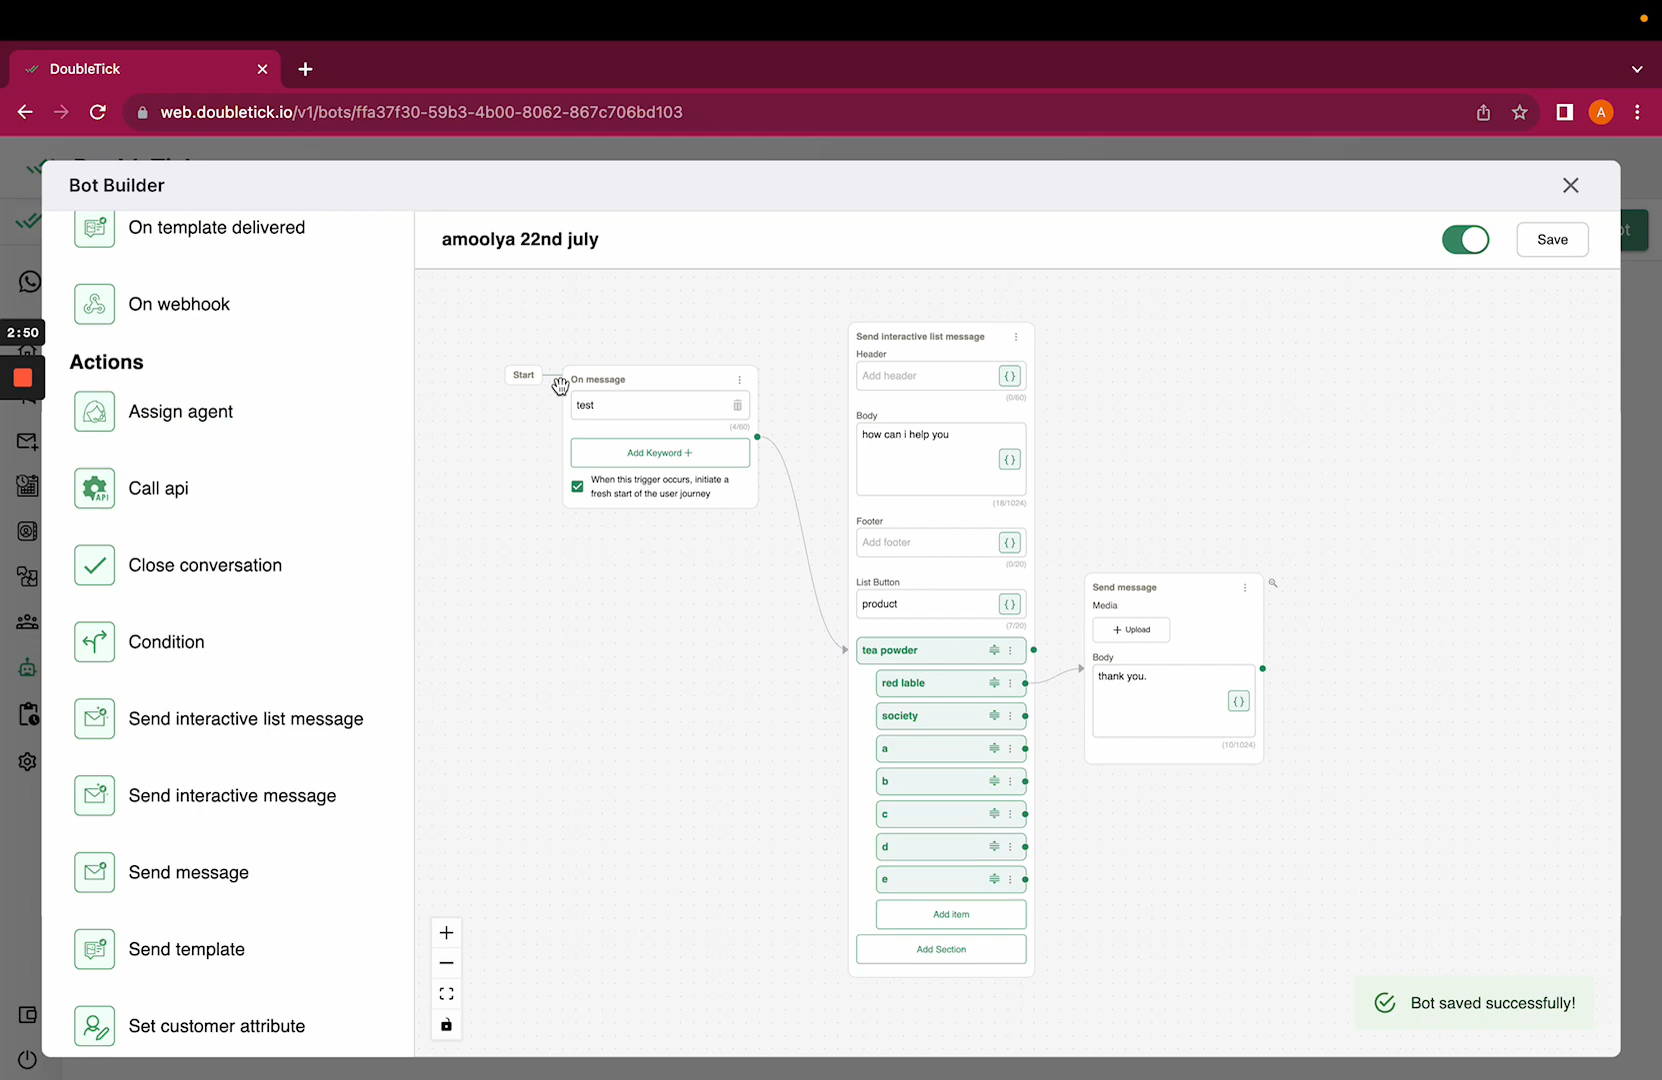 DoubleTick
web.doubletick.io/v1/bots/ffa37f30-59b3-4b00-8062-867c706bd103
Bot Builder
On template delivered
On webhook
2:50
Actions
Assign agent
Call api
Close conversation
Condition
Send interactive list message
Send interactive message
Send message
Send template
Set customer attribute
amoolya 22nd july
Save
Start
On message
test
(4/60)
Add Keyword +
When this trigger occurs, initiate a
fresh start of the user journey
Send interactive list message
Header
Add header
{ }
(0/60)
Body
how can i help you
{ }
(18/1024)
Footer
Add footer
{ }
(0/20)
List Button
product
{ }
(7/20)
tea powder
red lable
society
a
b
c
d
e
Add item
Add Section
Send message
Media
+ Upload
Body
thank you.
{ }
(10/1024)
Bot saved successfully!
A
API